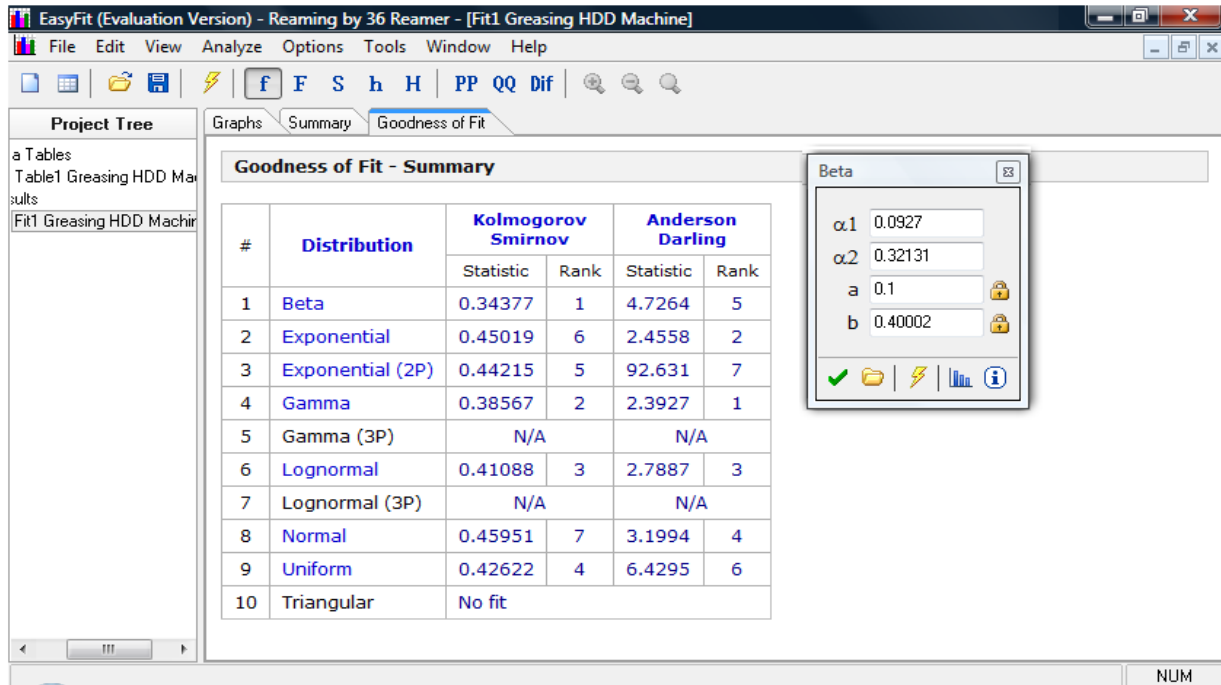 EasyFit (Evaluation Version) - Reaming by 36 Reamer - [Fit1 Greasing HDD Machine]
File Edit View Analyze Options Tools Window Help
f F S h H PP QQ Dif
Project Tree
a Tables
Table1 Greasing HDD Ma
sults
Fit1 Greasing HDD Machir
Graphs Summary Goodness of Fit
Goodness of Fit - Summary
# Distribution Kolmogorov Smirnov Anderson Darling
Statistic Rank Statistic Rank
1 Beta 0.34377 1 4.7264 5
2 Exponential 0.45019 6 2.4558 2
3 Exponential (2P) 0.44215 5 92.631 7
4 Gamma 0.38567 2 2.3927 1
5 Gamma (3P) N/A N/A
6 Lognormal 0.41088 3 2.7887 3
7 Lognormal (3P) N/A N/A
8 Normal 0.45951 7 3.1994 4
9 Uniform 0.42622 4 6.4295 6
10 Triangular No fit
Beta
α1 0.0927
α2 0.32131
a 0.1
b 0.40002
NUM